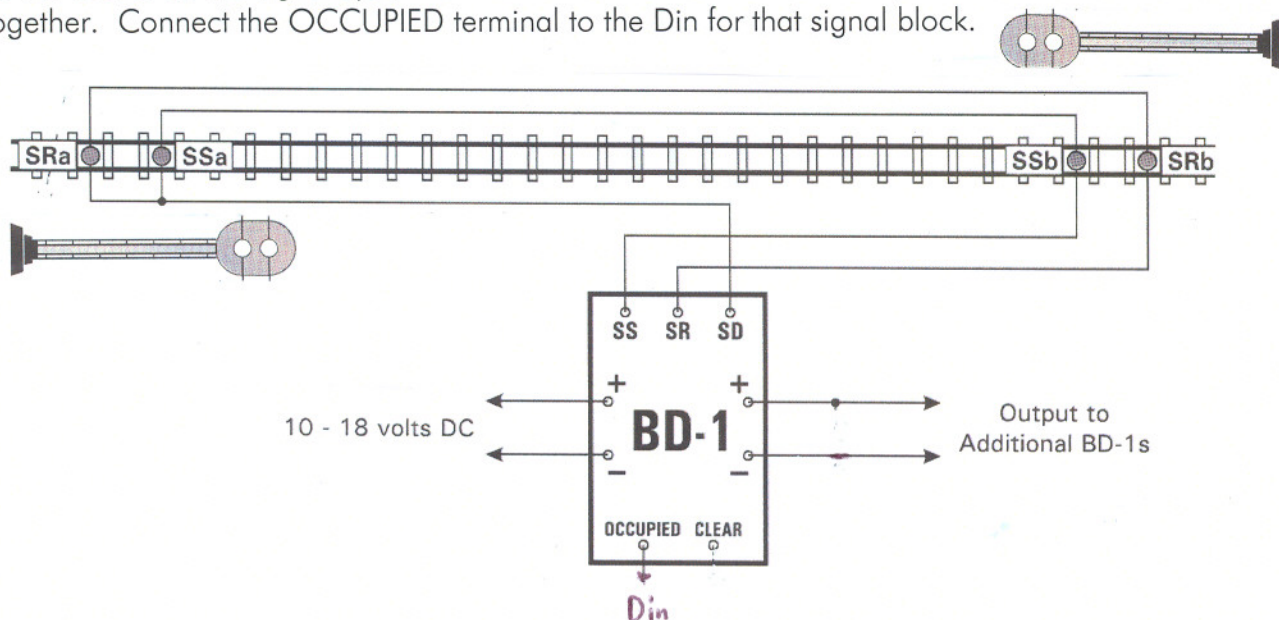 ogether. Connect the OCCUPIED terminal to the Din for that signal block.
SRa
SSa
SSb
SRb
SS SR SD
+ +
10 - 18 volts DC
BD-1
Output to
Additional BD-1s
– –
OCCUPIED CLEAR
Din